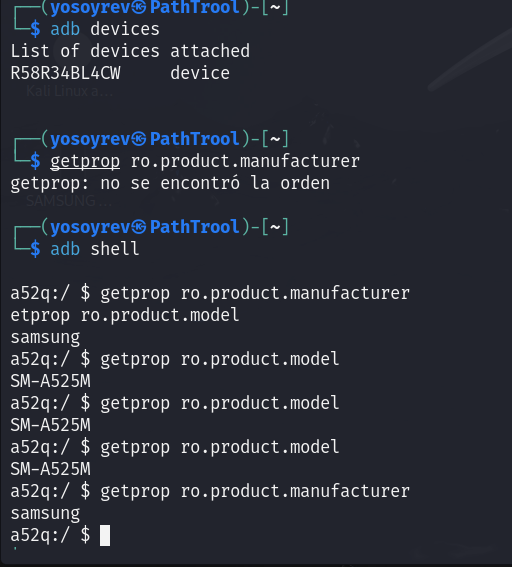 ┌──(yosoyrev㉿PathTrool)-[~]
└─$ adb devices
List of devices attached
R58R34BL4CW     device
Kali Linux a...
┌──(yosoyrev㉿PathTrool)-[~]
└─$ getprop ro.product.manufacturer
getprop: no se encontró la orden
SAMSUNG ...
┌──(yosoyrev㉿PathTrool)-[~]
└─$ adb shell
a52q:/ $ getprop ro.product.manufacturer
etprop ro.product.model
samsung
a52q:/ $ getprop ro.product.model
SM-A525M
a52q:/ $ getprop ro.product.model
SM-A525M
a52q:/ $ getprop ro.product.model
SM-A525M
a52q:/ $ getprop ro.product.manufacturer
samsung
a52q:/ $